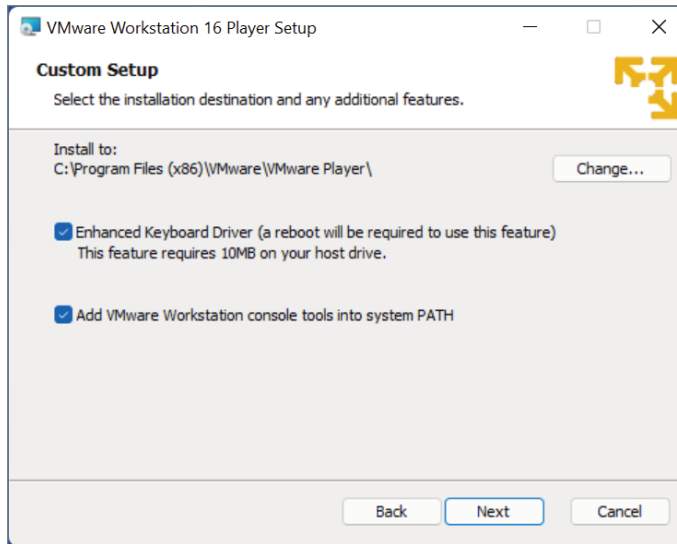 VMware Workstation 16 Player Setup
Custom Setup
Select the installation destination and any additional features.
Install to:
C:\Program Files (x86)\VMware\VMware Player\
Change...
Enhanced Keyboard Driver (a reboot will be required to use this feature)
This feature requires 10MB on your host drive.
Add VMware Workstation console tools into system PATH
Back
Next
Cancel